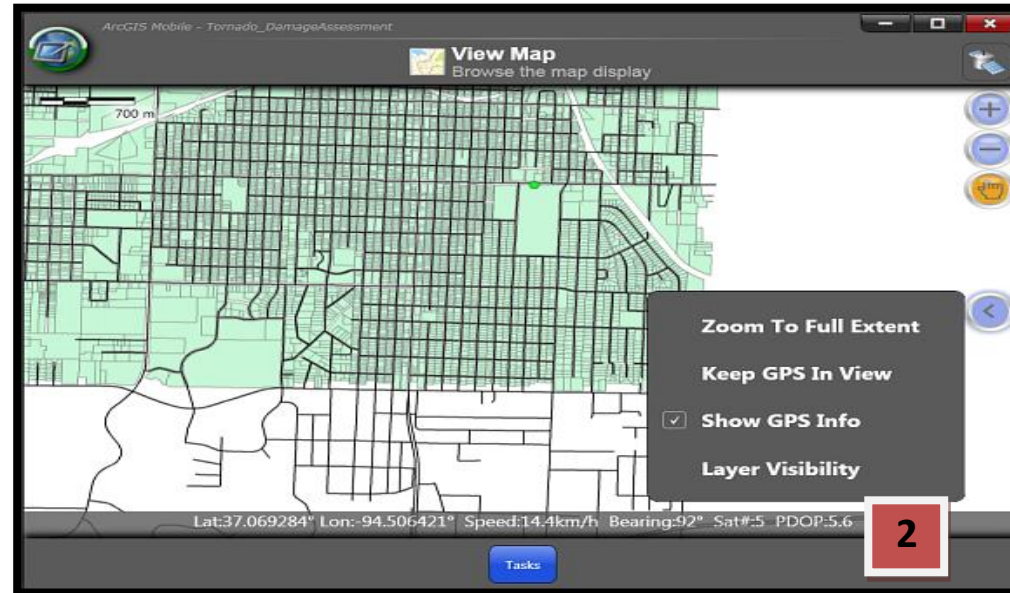 ArcGIS Mobile - Tornado_DamageAssessment
View Map
Browse the map display
700 m
Zoom To Full Extent
Keep GPS In View
Show GPS Info
Layer Visibility
Lat:37.069284° Lon:-94.506421° Speed:14.4km/h Bearing:92° Sat#:5 PDOP:5.6
2
Tasks